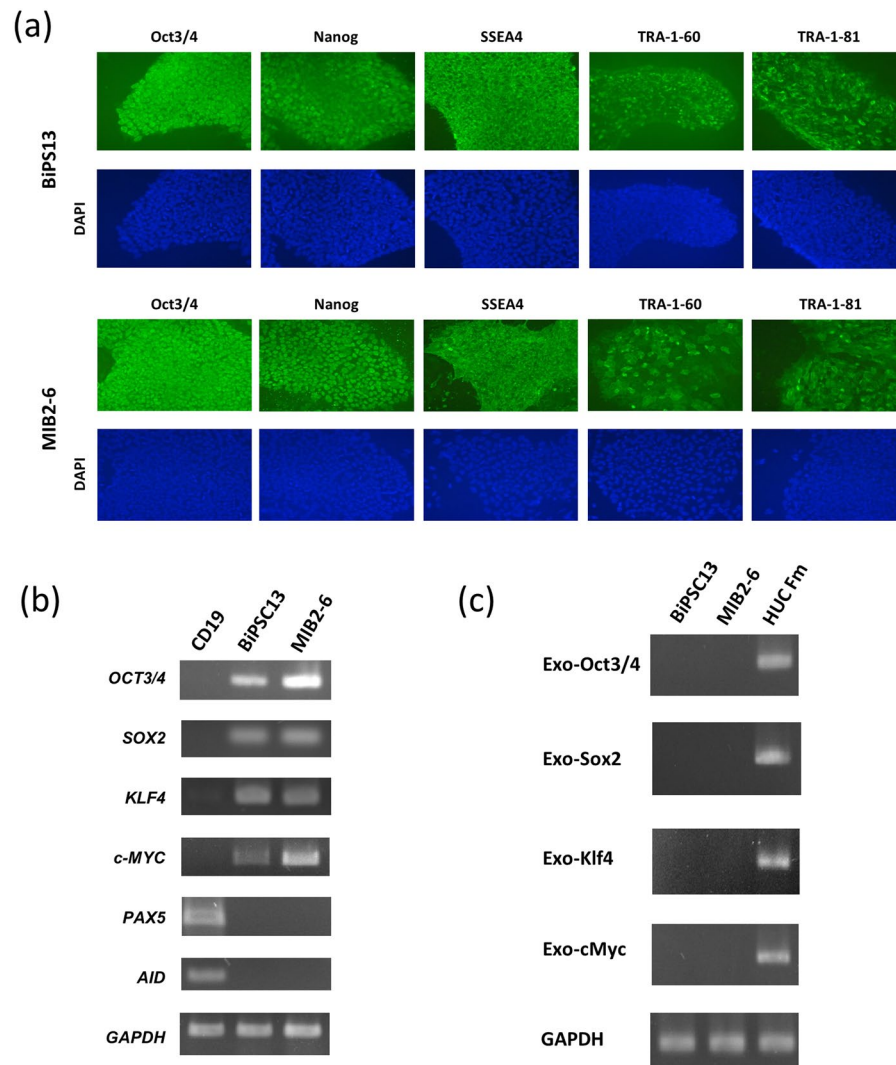 (a)
Oct3/4 Nanog SSEA4 TRA-1-60 TRA-1-81
BiPS13
DAPI
Oct3/4 Nanog SSEA4 TRA-1-60 TRA-1-81
MIB2-6
DAPI
(b)
CD19 BiPSC13 MIB2-6
OCT3/4
SOX2
KLF4
c-MYC
PAX5
AID
GAPDH
(c)
BiPSC13 MIB2-6 HUC Fm
Exo-Oct3/4
Exo-Sox2
Exo-Klf4
Exo-cMyc
GAPDH